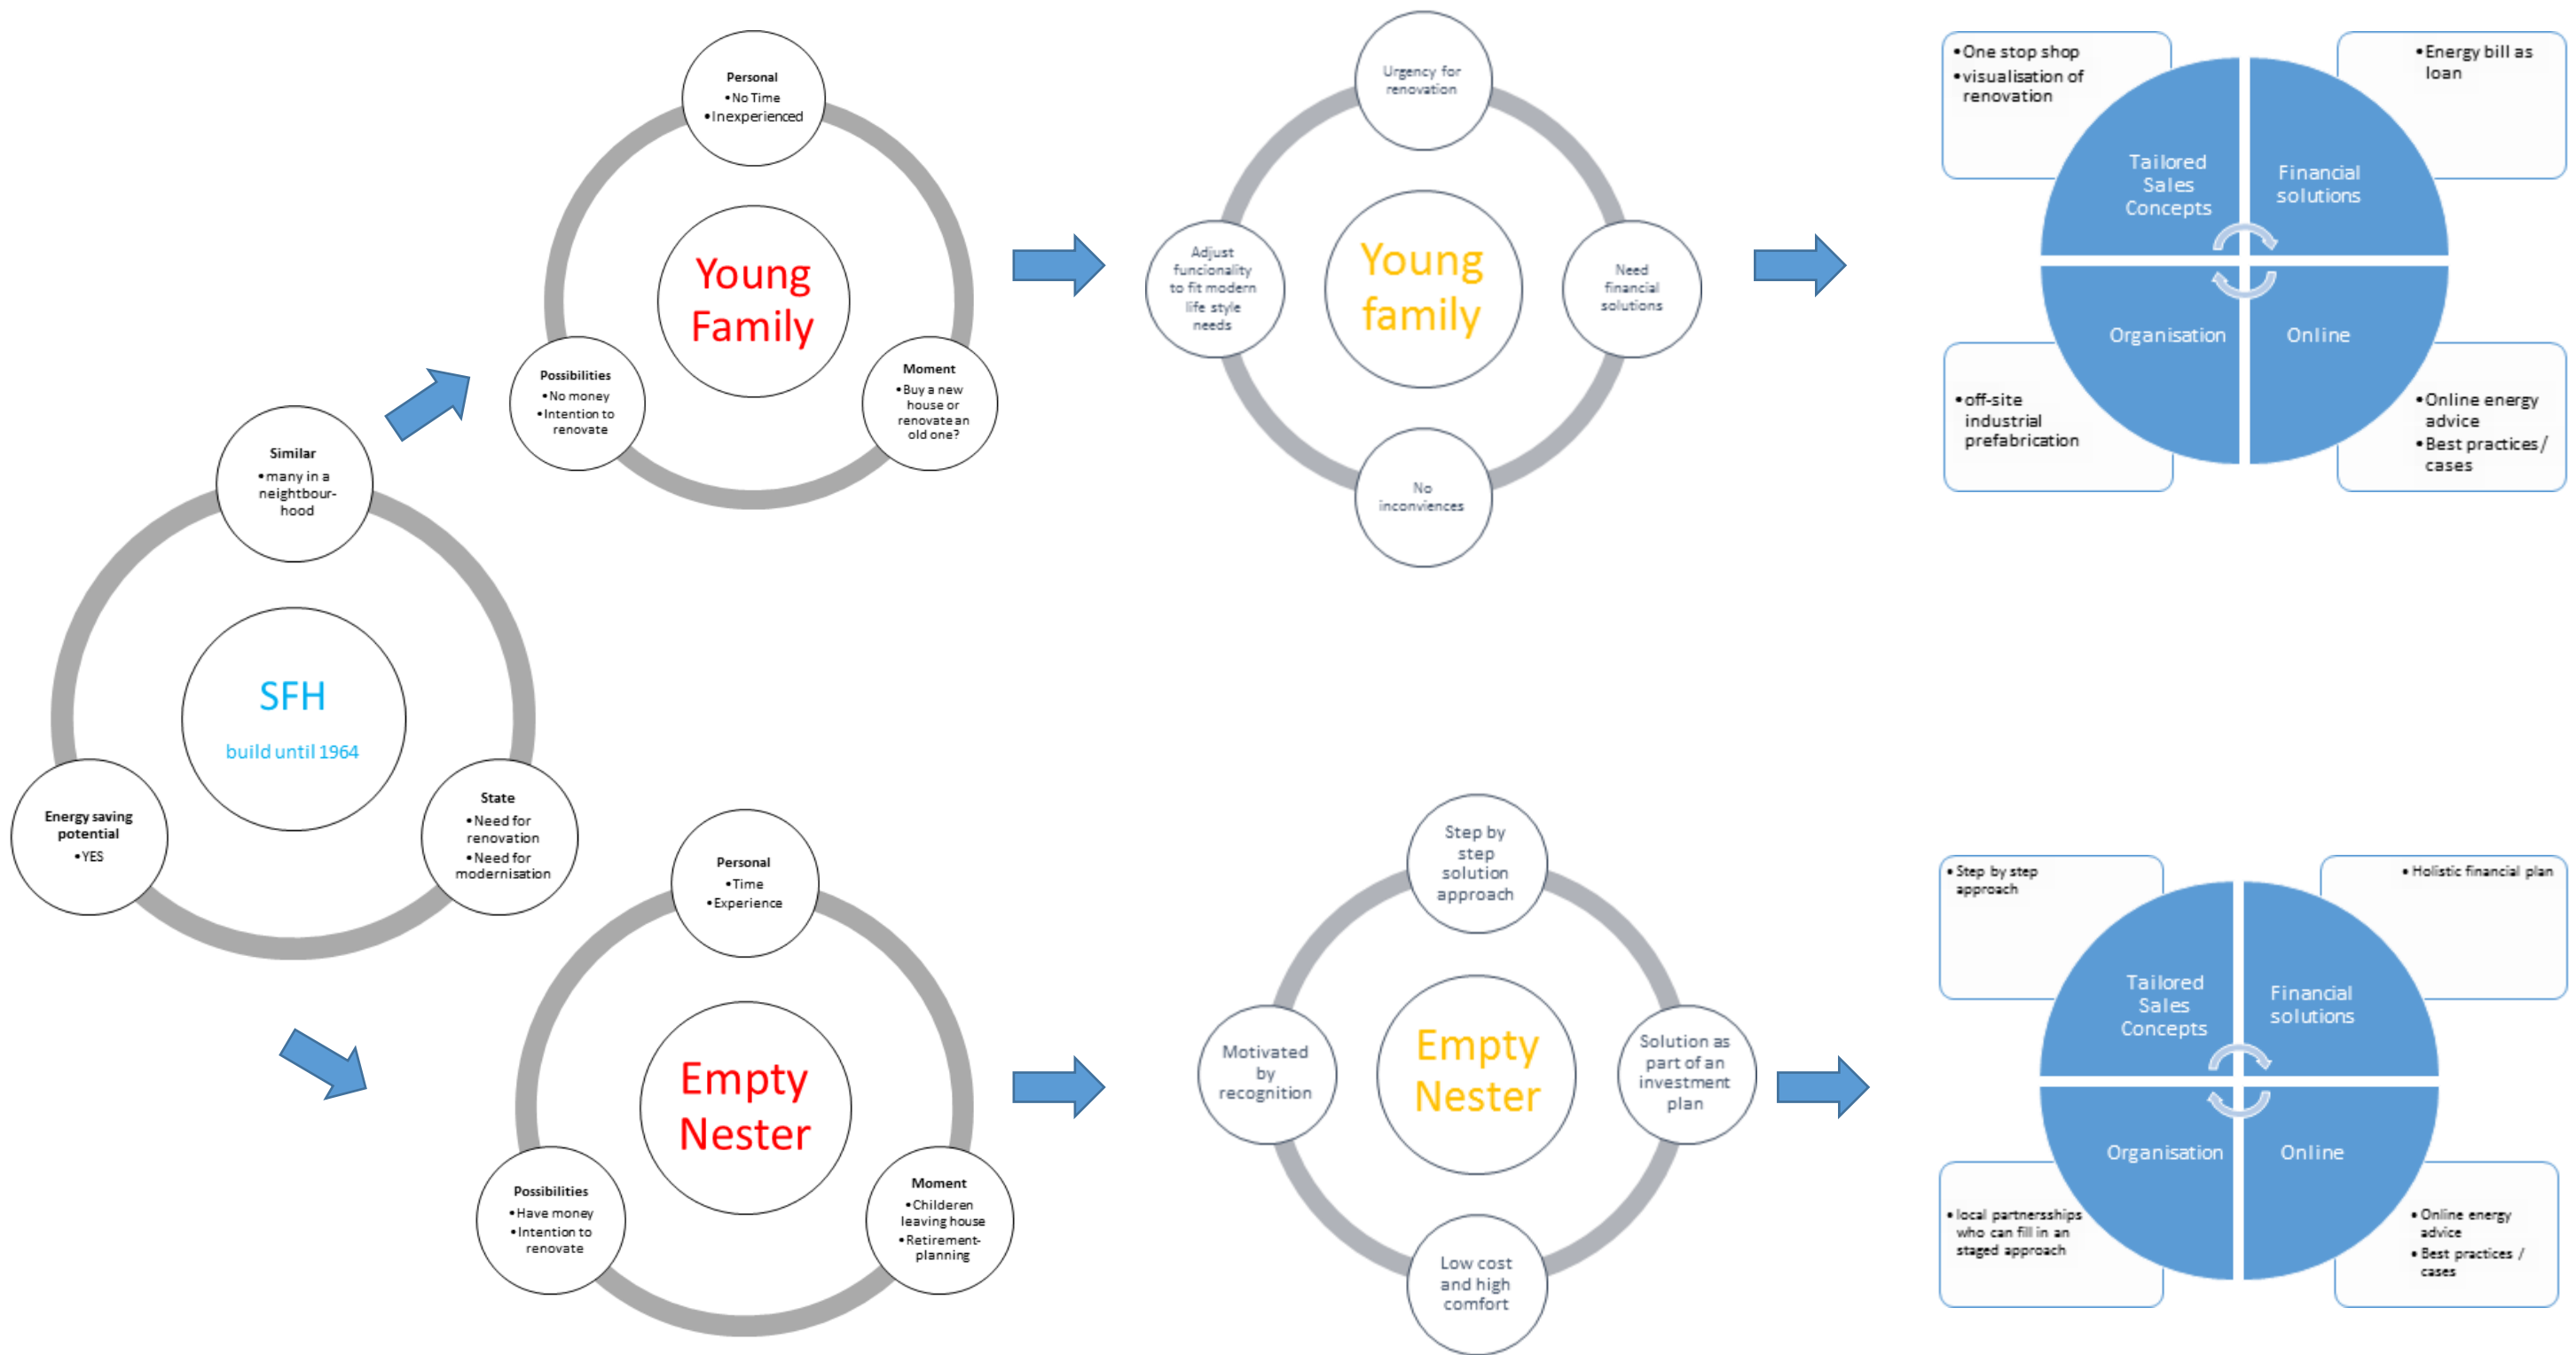 SFH
build until 1964
Similar
•many in a
neightbour-
hood
State
•Need for
renovation
•Need for
modernisation
Energy saving
potential
•YES
Young
Family
Personal
•No Time
•Inexperienced
Moment
•Buy a new
house or
renovate an
old one?
Possibilities
•No money
•Intention to
renovate
Young
family
Urgency for
renovation
Need
financial
solutions
No
inconviences
Adjust
funcionality
to fit modern
life style
needs
•One stop shop
•visualisation of
renovation
•Energy bill as
loan
Tailored
Sales
Concepts
Financial
solutions
Organisation
Online
•off-site
industrial
prefabrication
•Online energy
advice
•Best practices/
cases
Empty
Nester
Personal
•Time
•Experience
Moment
•Childeren
leaving house
•Retirement-
planning
Possibilities
•Have money
•Intention to
renovate
Empty
Nester
Step by
step
solution
approach
Solution as
part of an
investment
plan
Low cost
and high
comfort
Motivated
by
recognition
•Step by step
approach
•Holistic financial plan
Tailored
Sales
Concepts
Financial
solutions
Organisation
Online
•local partnersships
who can fill in an
staged approach
•Online energy
advice
•Best practices /
cases